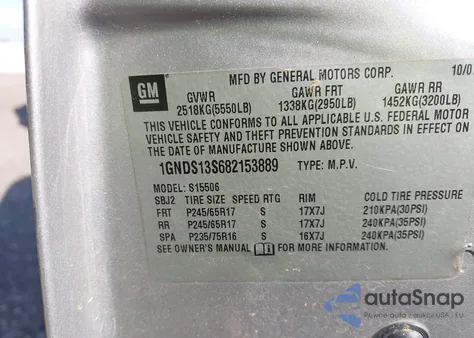 MFD BY GENERAL MOTORS CORP. 10/0
GM
GVWR GAWR FRT GAWR RR
2518KG(5550LB) 1338KG(2950LB) 1452KG(3200LB)
THIS VEHICLE CONFORMS TO ALL APPLICABLE U.S. FEDERAL MOTOR
VEHICLE SAFETY AND THEFT PREVENTION STANDARDS IN EFFECT ON
THE DATE OF MANUFACTURE SHOWN ABOVE.
1GNDS13S682153889 TYPE: M.P.V.
MODEL: S15506
SBJ2 TIRE SIZE SPEED RTG RIM COLD TIRE PRESSURE
FRT P245/65R17 S 17X7J 210KPA(30PSI)
RR P245/65R17 S 17X7J 240KPA(35PSI)
SPA P235/75R16 S 16X7J 240KPA(35PSI)
SEE OWNER'S MANUAL FOR MORE INFORMATION.
autoSnap